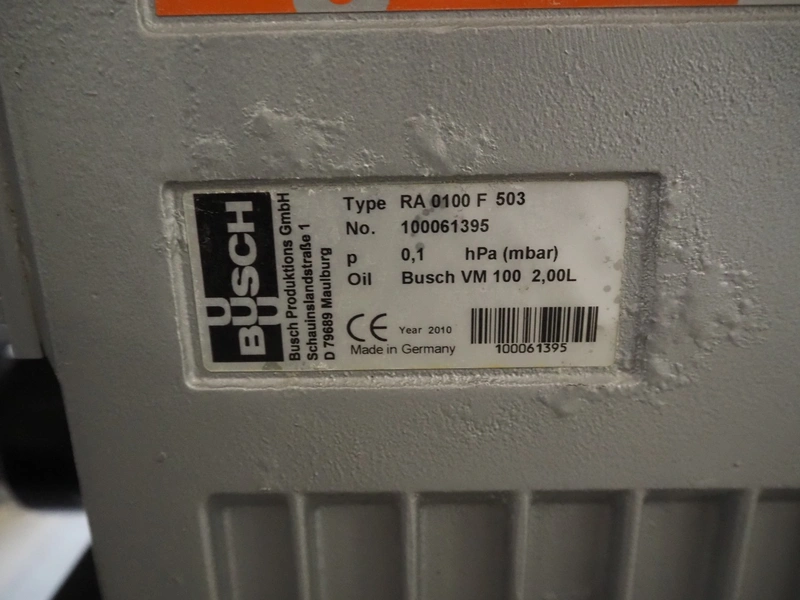 BUSCH
Busch Produktions GmbH
Schauinslandstraße 1
D 79689 Maulburg
Type RA 0100 F 503
No. 100061395
p 0,1 hPa (mbar)
Oil Busch VM 100 2,00L
CE Year 2010
Made in Germany
100061395